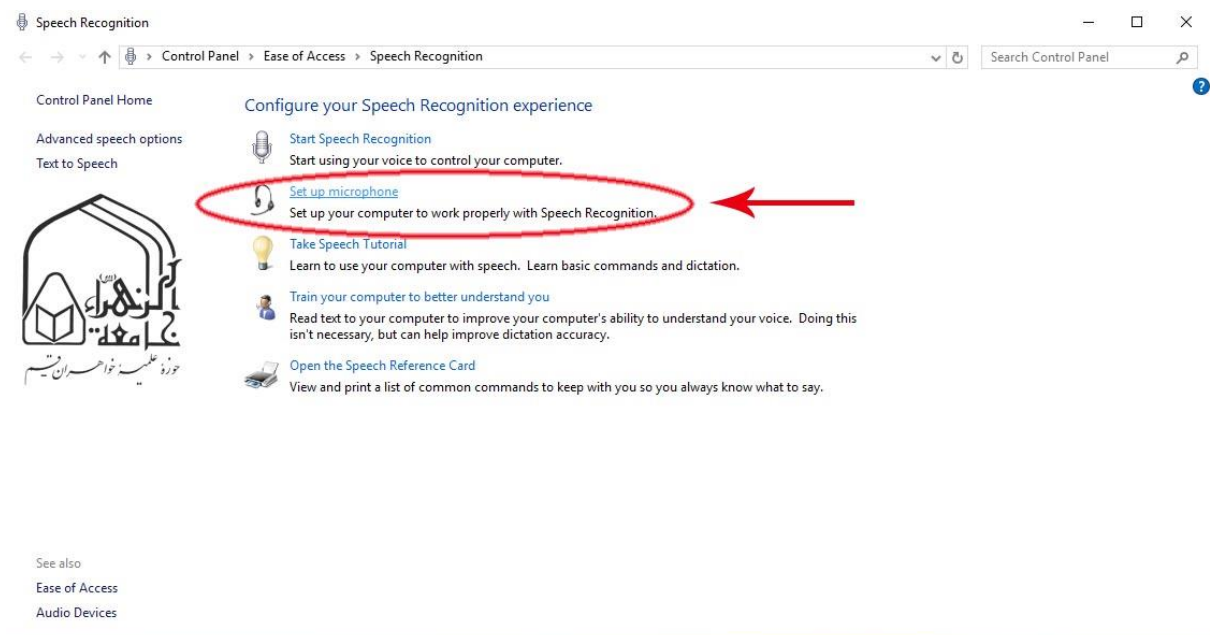 Speech Recognition
Control Panel > Ease of Access > Speech Recognition
Search Control Panel
?
Control Panel Home
Advanced speech options
Text to Speech
Configure your Speech Recognition experience
Start Speech Recognition
Start using your voice to control your computer.
Set up microphone
Set up your computer to work properly with Speech Recognition.
Take Speech Tutorial
Learn to use your computer with speech. Learn basic commands and dictation.
Train your computer to better understand you
Read text to your computer to improve your computer's ability to understand your voice. Doing this
isn't necessary, but can help improve dictation accuracy.
Open the Speech Reference Card
View and print a list of common commands to keep with you so you always know what to say.
الزهراء
جامعة
حوزهٔ علمیه خواهران قم
See also
Ease of Access
Audio Devices